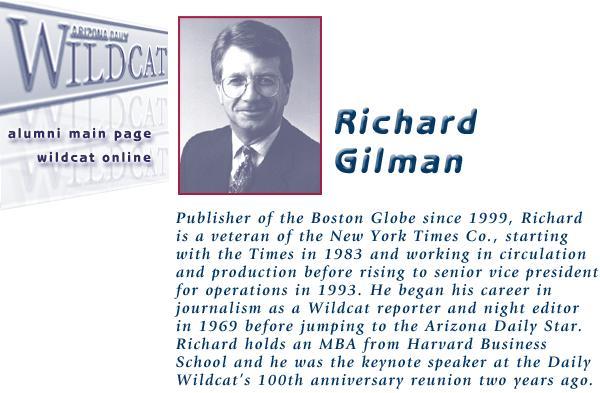 ARIZONA DAILY
WILDCAT
alumni main page
wildcat online
Richard
Gilman
Publisher of the Boston Globe since 1999, Richard
is a veteran of the New York Times Co., starting
with the Times in 1983 and working in circulation
and production before rising to senior vice president
for operations in 1993. He began his career in
journalism as a Wildcat reporter and night editor
in 1969 before jumping to the Arizona Daily Star.
Richard holds an MBA from Harvard Business
School and he was the keynote speaker at the Daily
Wildcat's 100th anniversary reunion two years ago.